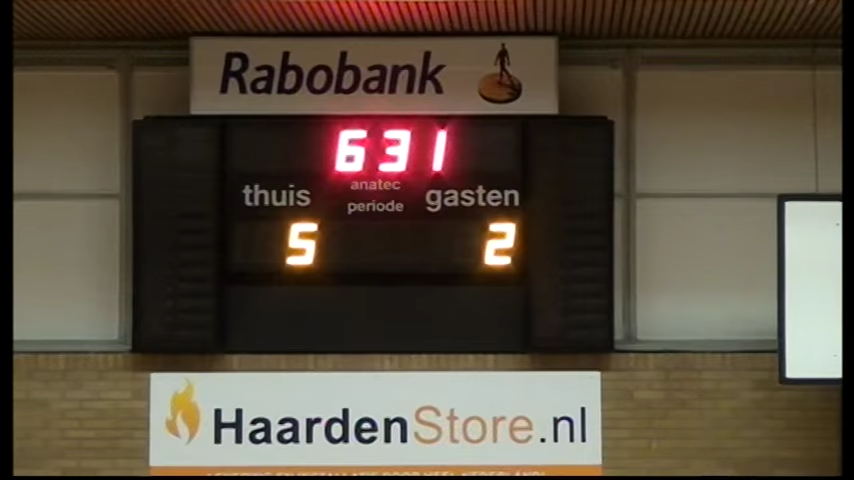 Rabobank
631
anatec
thuis periode gasten
5 2
HaardenStore.nl